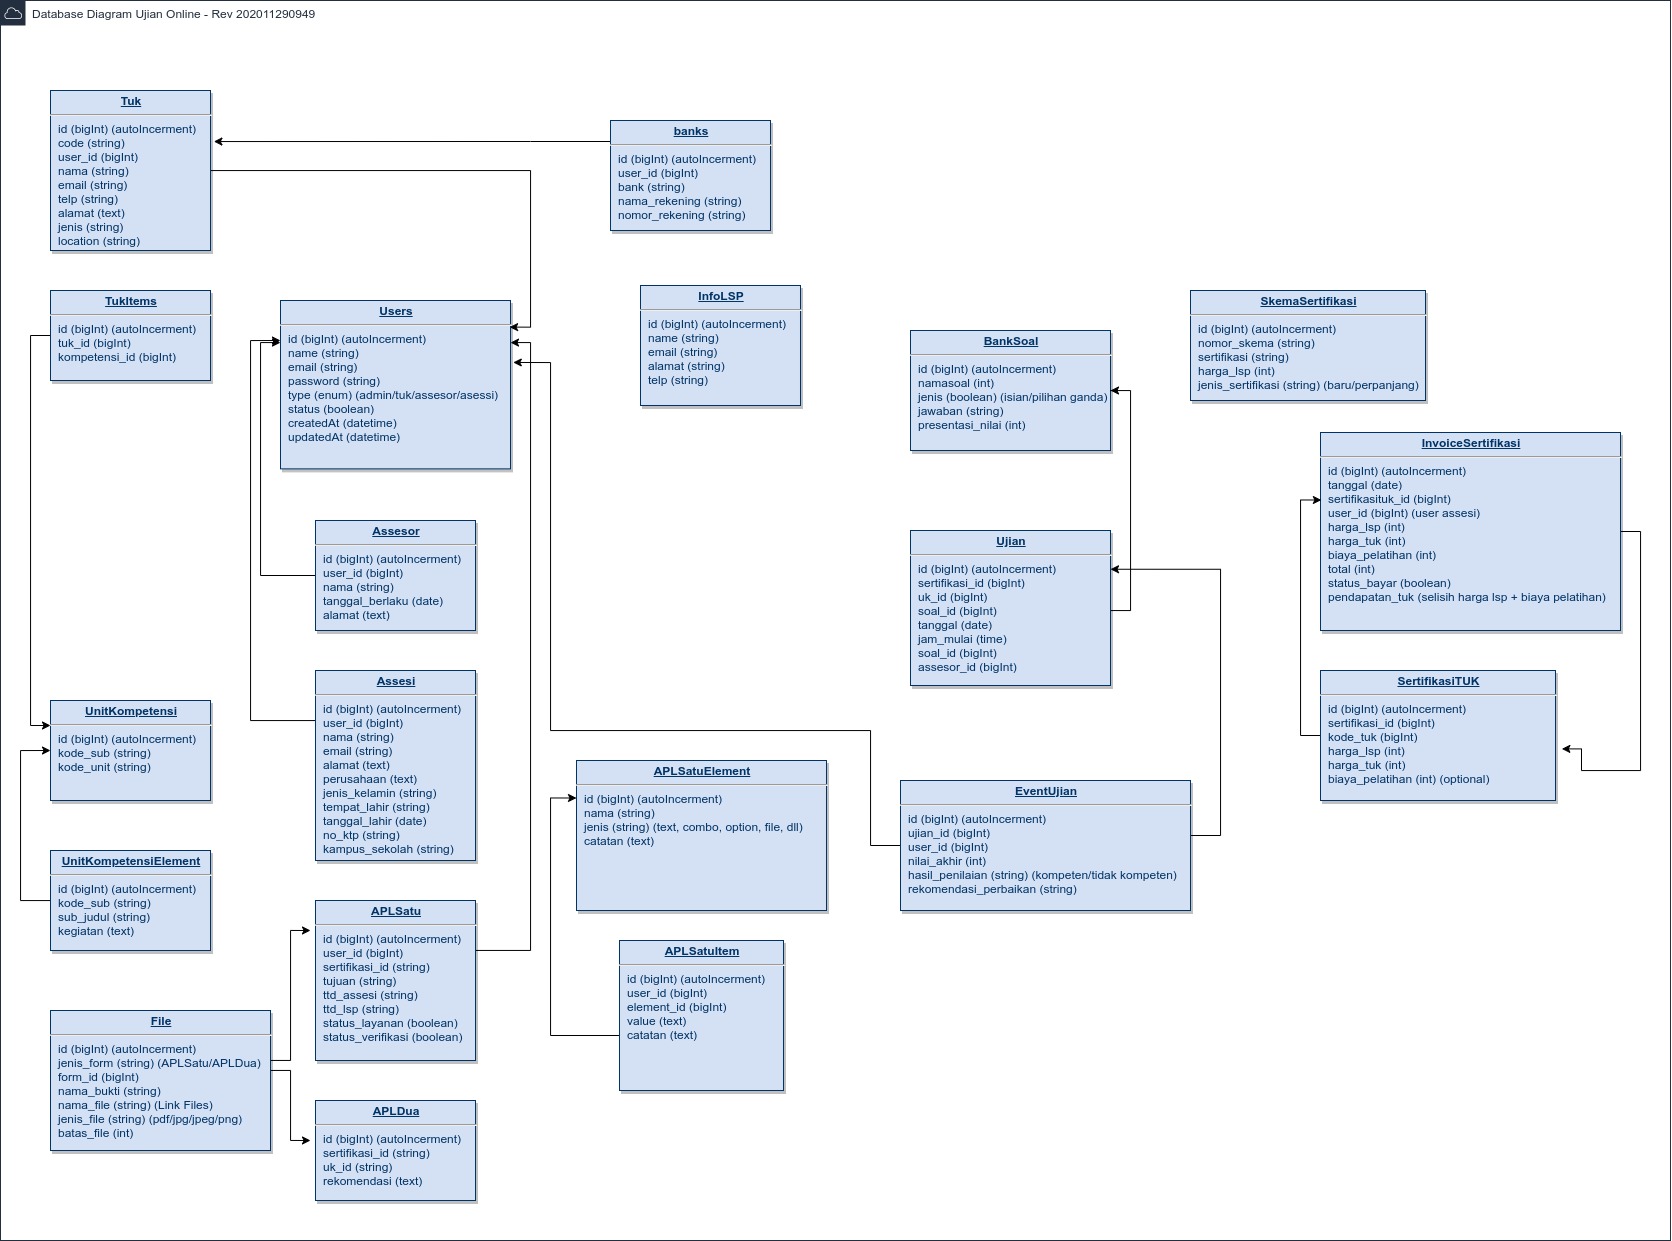 Database Diagram Ujian Online - Rev 202011290949
Tuk
id (bigInt) (autoIncerment)
code (string)
user_id (bigInt)
nama (string)
email (string)
telp (string)
alamat (text)
jenis (string)
location (string)
banks
id (bigInt) (autoIncerment)
user_id (bigInt)
bank (string)
nama_rekening (string)
nomor_rekening (string)
TukItems
id (bigInt) (autoIncerment)
tuk_id (bigInt)
kompetensi_id (bigInt)
Users
id (bigInt) (autoIncerment)
name (string)
email (string)
password (string)
type (enum) (admin/tuk/assesor/asessi)
status (boolean)
createdAt (datetime)
updatedAt (datetime)
InfoLSP
id (bigInt) (autoIncerment)
name (string)
email (string)
alamat (string)
telp (string)
BankSoal
id (bigInt) (autoIncerment)
namasoal (int)
jenis (boolean) (isian/pilihan ganda)
jawaban (string)
presentasi_nilai (int)
SkemaSertifikasi
id (bigInt) (autoIncerment)
nomor_skema (string)
sertifikasi (string)
harga_lsp (int)
jenis_sertifikasi (string) (baru/perpanjang)
InvoiceSertifikasi
id (bigInt) (autoIncerment)
tanggal (date)
sertifikasituk_id (bigInt)
user_id (bigInt) (user assesi)
harga_lsp (int)
harga_tuk (int)
biaya_pelatihan (int)
total (int)
status_bayar (boolean)
pendapatan_tuk (selisih harga lsp + biaya pelatihan)
Assesor
id (bigInt) (autoIncerment)
user_id (bigInt)
nama (string)
tanggal_berlaku (date)
alamat (text)
Ujian
id (bigInt) (autoIncerment)
sertifikasi_id (bigInt)
uk_id (bigInt)
soal_id (bigInt)
tanggal (date)
jam_mulai (time)
soal_id (bigInt)
assesor_id (bigInt)
Assesi
id (bigInt) (autoIncerment)
user_id (bigInt)
nama (string)
email (string)
alamat (text)
perusahaan (text)
jenis_kelamin (string)
tempat_lahir (string)
tanggal_lahir (date)
no_ktp (string)
kampus_sekolah (string)
SertifikasiTUK
id (bigInt) (autoIncerment)
sertifikasi_id (bigInt)
kode_tuk (bigInt)
harga_lsp (int)
harga_tuk (int)
biaya_pelatihan (int) (optional)
UnitKompetensi
id (bigInt) (autoIncerment)
kode_sub (string)
kode_unit (string)
APLSatuElement
id (bigInt) (autoIncerment)
nama (string)
jenis (string) (text, combo, option, file, dll)
catatan (text)
EventUjian
id (bigInt) (autoIncerment)
ujian_id (bigInt)
user_id (bigInt)
nilai_akhir (int)
hasil_penilaian (string) (kompeten/tidak kompeten)
rekomendasi_perbaikan (string)
UnitKompetensiElement
id (bigInt) (autoIncerment)
kode_sub (string)
sub_judul (string)
kegiatan (text)
APLSatu
id (bigInt) (autoIncerment)
user_id (bigInt)
sertifikasi_id (string)
tujuan (string)
ttd_assesi (string)
ttd_lsp (string)
status_layanan (boolean)
status_verifikasi (boolean)
APLSatuItem
id (bigInt) (autoIncerment)
user_id (bigInt)
element_id (bigInt)
value (text)
catatan (text)
File
id (bigInt) (autoIncerment)
jenis_form (string) (APLSatu/APLDua)
form_id (bigInt)
nama_bukti (string)
nama_file (string) (Link Files)
jenis_file (string) (pdf/jpg/jpeg/png)
batas_file (int)
APLDua
id (bigInt) (autoIncerment)
sertifikasi_id (string)
uk_id (string)
rekomendasi (text)